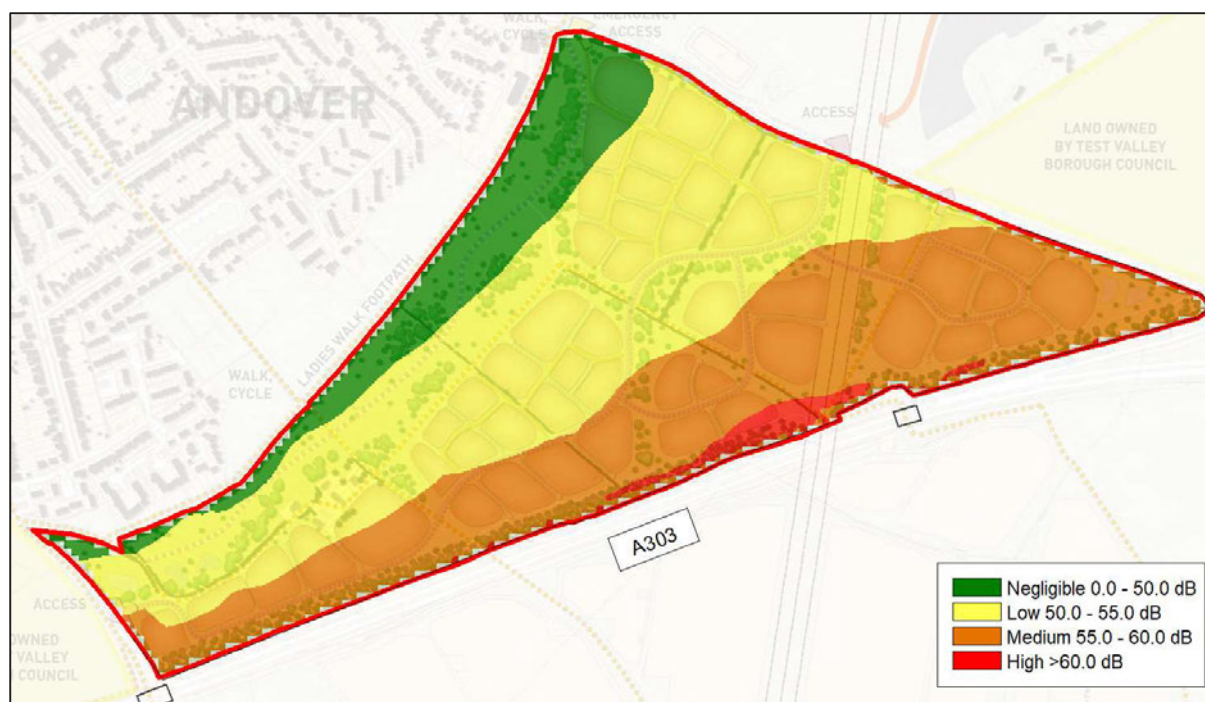 WALK,
CYCLE
EMERGENCY
ACCESS
ANDOVER
ACCESS
LAND OWNED
BY TEST VALLEY
BOROUGH COUNCIL
LADIES WALK FOOTPATH
WALK,
CYCLE
A303
ACCESS
OWNED
VALLEY
COUNCIL
Negligible 0.0 - 50.0 dB
Low 50.0 - 55.0 dB
Medium 55.0 - 60.0 dB
High >60.0 dB